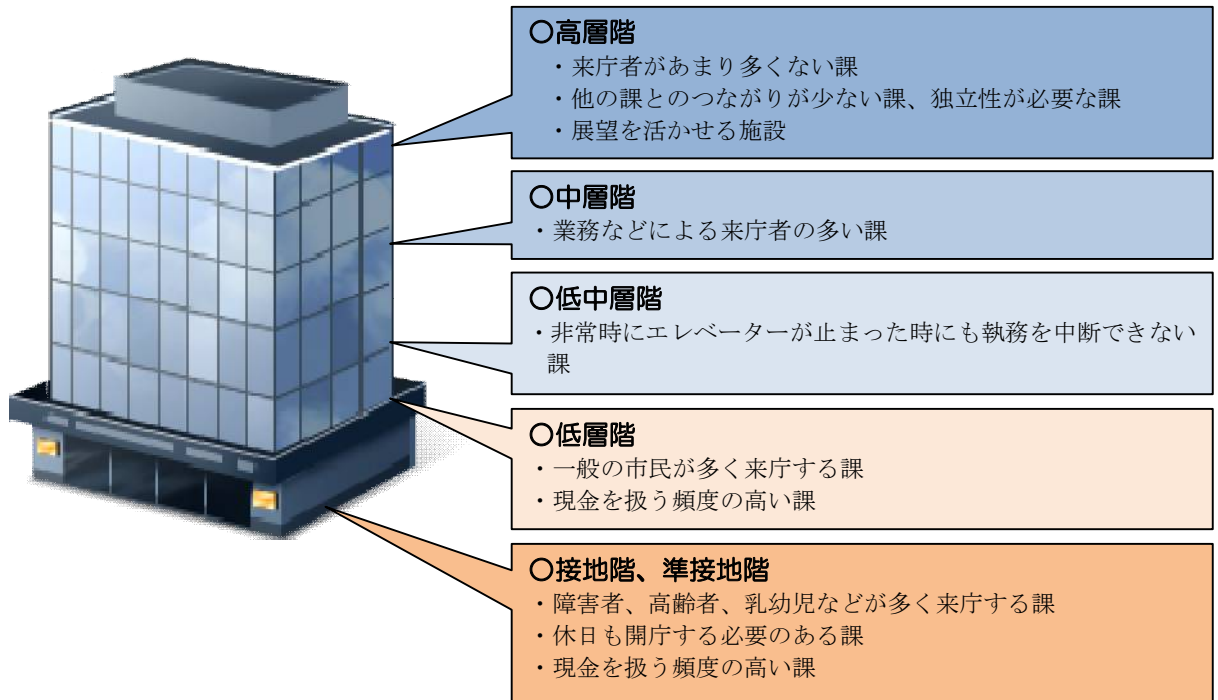 〇高層階
・来庁者があまり多くない課
・他の課とのつながりが少ない課、独立性が必要な課
・展望を活かせる施設
〇中層階
・業務などによる来庁者の多い課
〇低中層階
・非常時にエレベーターが止まった時にも執務を中断できない
課
〇低層階
・一般の市民が多く来庁する課
・現金を扱う頻度の高い課
〇接地階、準接地階
・障害者、高齢者、乳幼児などが多く来庁する課
・休日も開庁する必要のある課
・現金を扱う頻度の高い課